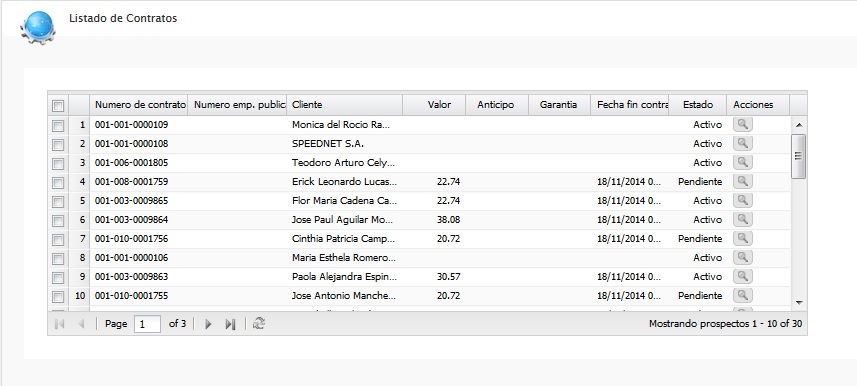 Listado de Contratos
Numero de contrato Numero emp. publica Cliente Valor Anticipo Garantia Fecha fin contra Estado Acciones
1 001-001-0000109 Monica del Rocio Ra... Activo
2 001-001-0000108 SPEEDNET S.A. Activo
3 001-006-0001805 Teodoro Arturo Cely... Activo
4 001-008-0001759 Erick Leonardo Lucas... 22.74 18/11/2014 0... Pendiente
5 001-003-0009865 Flor Maria Cadena Ca... 22.74 18/11/2014 0... Activo
6 001-003-0009864 Jose Paul Aguilar Mo... 38.08 18/11/2014 0... Activo
7 001-010-0001756 Cinthia Patricia Camp... 20.72 18/11/2014 0... Pendiente
8 001-001-0000106 Maria Esthela Romero... Activo
9 001-003-0009863 Paola Alejandra Espin... 30.57 18/11/2014 0... Activo
10 001-010-0001755 Jose Antonio Manche... 20.72 18/11/2014 0... Pendiente
Page 1 of 3 Mostrando prospectos 1 - 10 of 30